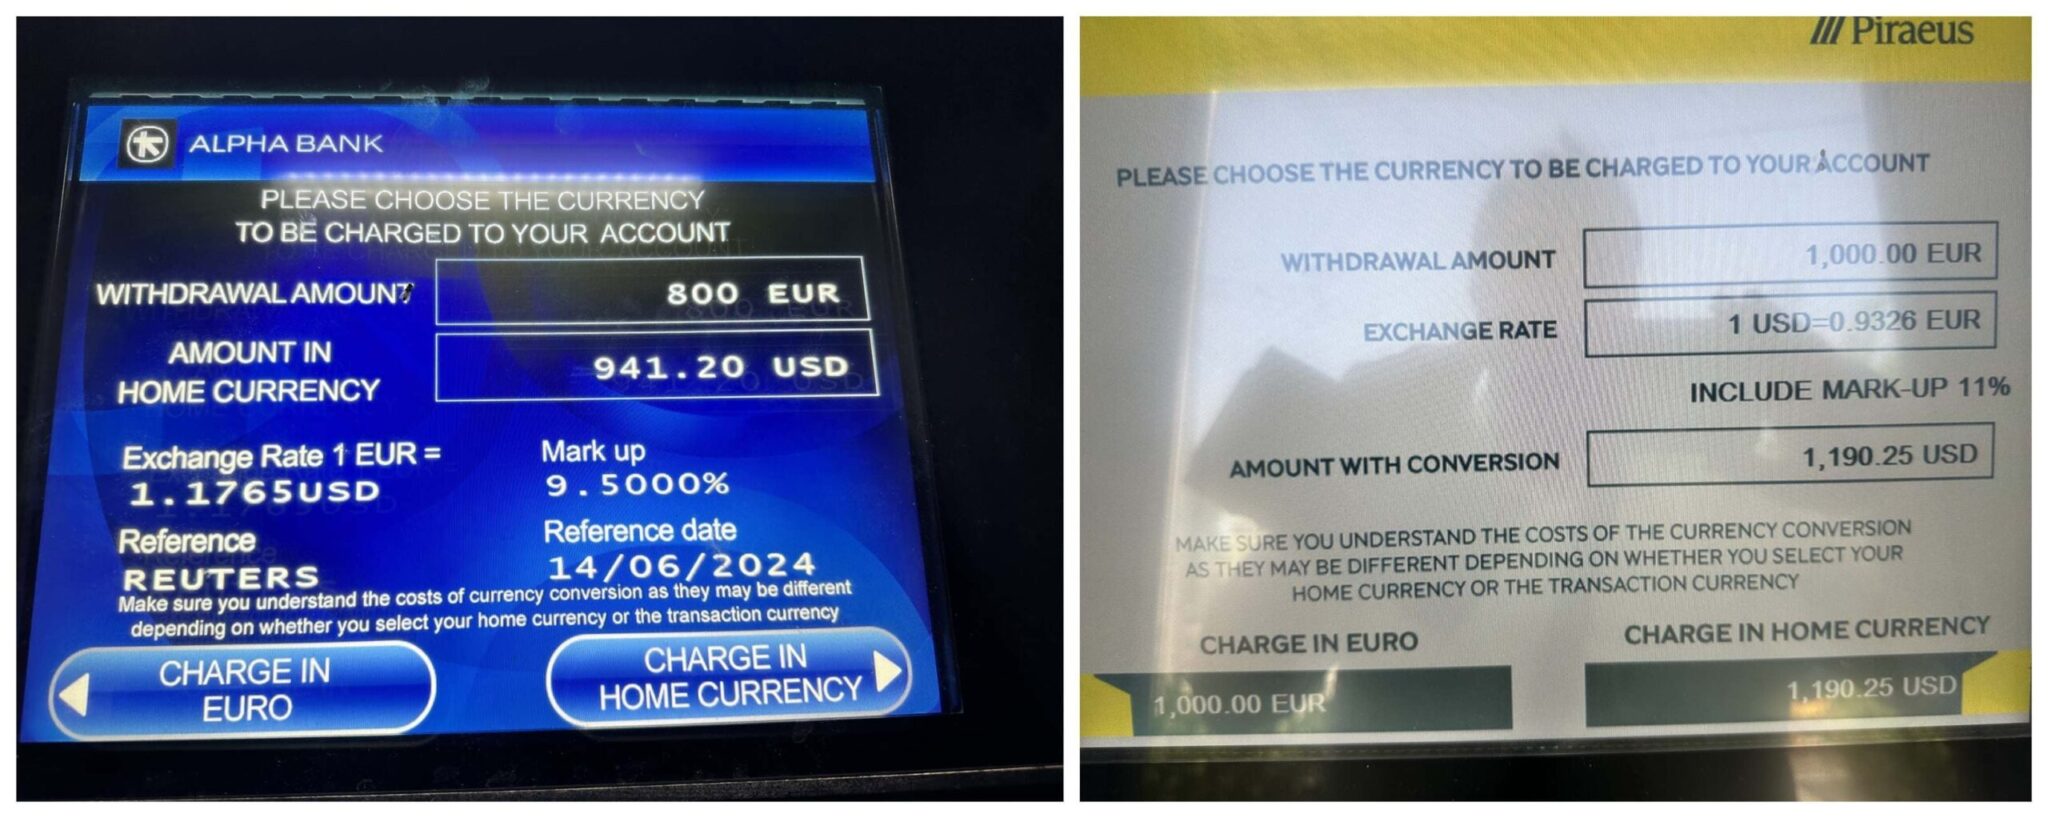 ALPHA BANK
PLEASE CHOOSE THE CURRENCY
TO BE CHARGED TO YOUR ACCOUNT
WITHDRAWAL AMOUNT
800 EUR
AMOUNT IN
HOME CURRENCY
941.20 USD
Exchange Rate 1 EUR =
1.1765USD
Mark up
9.5000%
Reference
REUTERS
Reference date
14/06/2024
Make sure you understand the costs of currency conversion as they may be different
depending on whether you select your home currency or the transaction currency
CHARGE IN
EURO
CHARGE IN
HOME CURRENCY
Piraeus
PLEASE CHOOSE THE CURRENCY TO BE CHARGED TO YOUR ACCOUNT
WITHDRAWAL AMOUNT
1,000.00 EUR
EXCHANGE RATE
1 USD=0.9326 EUR
INCLUDE MARK-UP 11%
AMOUNT WITH CONVERSION
1,190.25 USD
MAKE SURE YOU UNDERSTAND THE COSTS OF THE CURRENCY CONVERSION
AS THEY MAY BE DIFFERENT DEPENDING ON WHETHER YOU SELECT YOUR
HOME CURRENCY OR THE TRANSACTION CURRENCY
CHARGE IN EURO
1,000.00 EUR
CHARGE IN HOME CURRENCY
1,190.25 USD